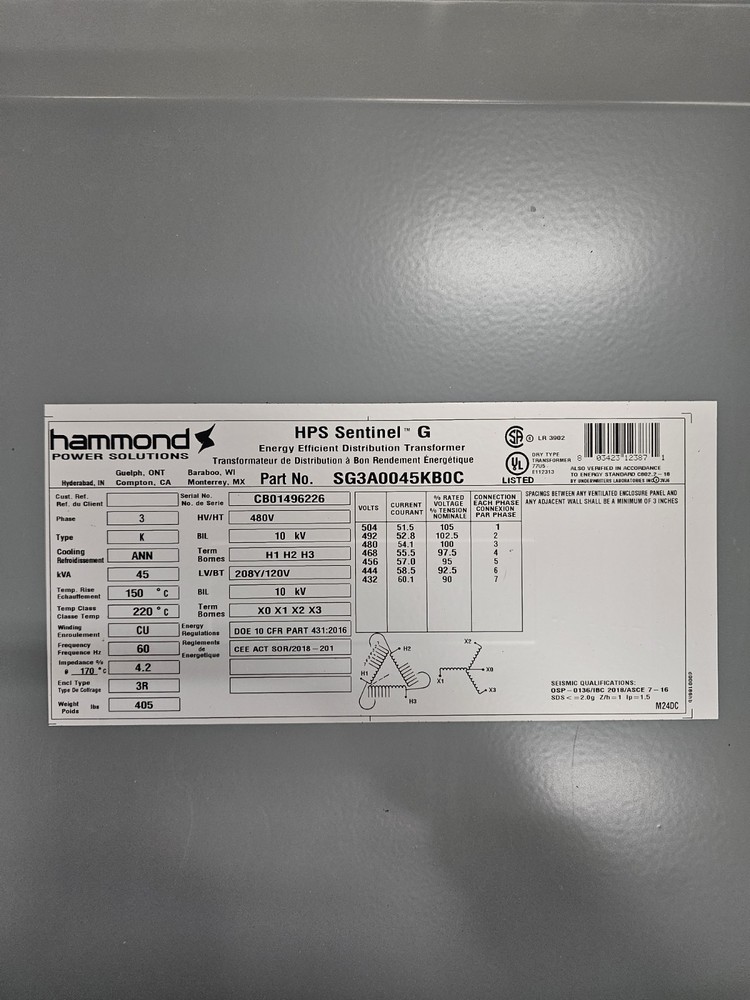 hammond
POWER SOLUTIONS
Hyderabad, IN
Guelph, ONT
Compton, CA
Baraboo, WI
Monterrey, MX
HPS Sentinel™ G
Energy Efficient Distribution Transformer
Transformateur de Distribution à Bon Rendement Énergétique
Part No. SG3A0045KB0C
LR 3902
DRY TYPE
TRANSFORMER
77U5-
E112313
LISTED
8 03423 12387 1
ALSO VERIFIED IN ACCORDANCE
TO ENERGY STANDARD C802.2-18
BY UNDERWRITERS LABORATORIES INC
Cust. Ref.
Ref. du Client
Phase 3
Type K
Cooling
Refroidissement ANN
kVA 45
Temp. Rise
Echauffement 150 °C
Temp Class
Classe Temp 220 °C
Winding
Enroulement CU
Frequency
Frequence Hz 60
Impedance %
@ 170 °C 4.2
Encl Type
Type De Coffrage 3R
Weight
Poids lbs 405
Serial No.
No. de Serie CB01496226
HV/HT 480V
BIL 10 kV
Term
Bornes H1 H2 H3
LV/BT 208Y/120V
BIL 10 kV
Term
Bornes X0 X1 X2 X3
Energy
Regulations DOE 10 CFR PART 431:2016
Reglements
de
Energetique CEE ACT SOR/2018-201
VOLTS CURRENT COURANT % RATED VOLTAGE % TENSION NOMINALE CONNECTION EACH PHASE CONNEXION PAR PHASE
504 51.5 105 1
492 52.8 102.5 2
480 54.1 100 3
468 55.5 97.5 4
456 57.0 95 5
444 58.5 92.5 6
432 60.1 90 7
SPACINGS BETWEEN ANY VENTILATED ENCLOSURE PANEL AND
ANY ADJACENT WALL SHALL BE A MINIMUM OF 3 INCHES
H1
H2
H3
X1
X2
X0
X3
SEISMIC QUALIFICATIONS:
OSP-0136/IBC 2018/ASCE 7-16
SDS <=2.0g Z/h=1 Ip=1.5
M24DC